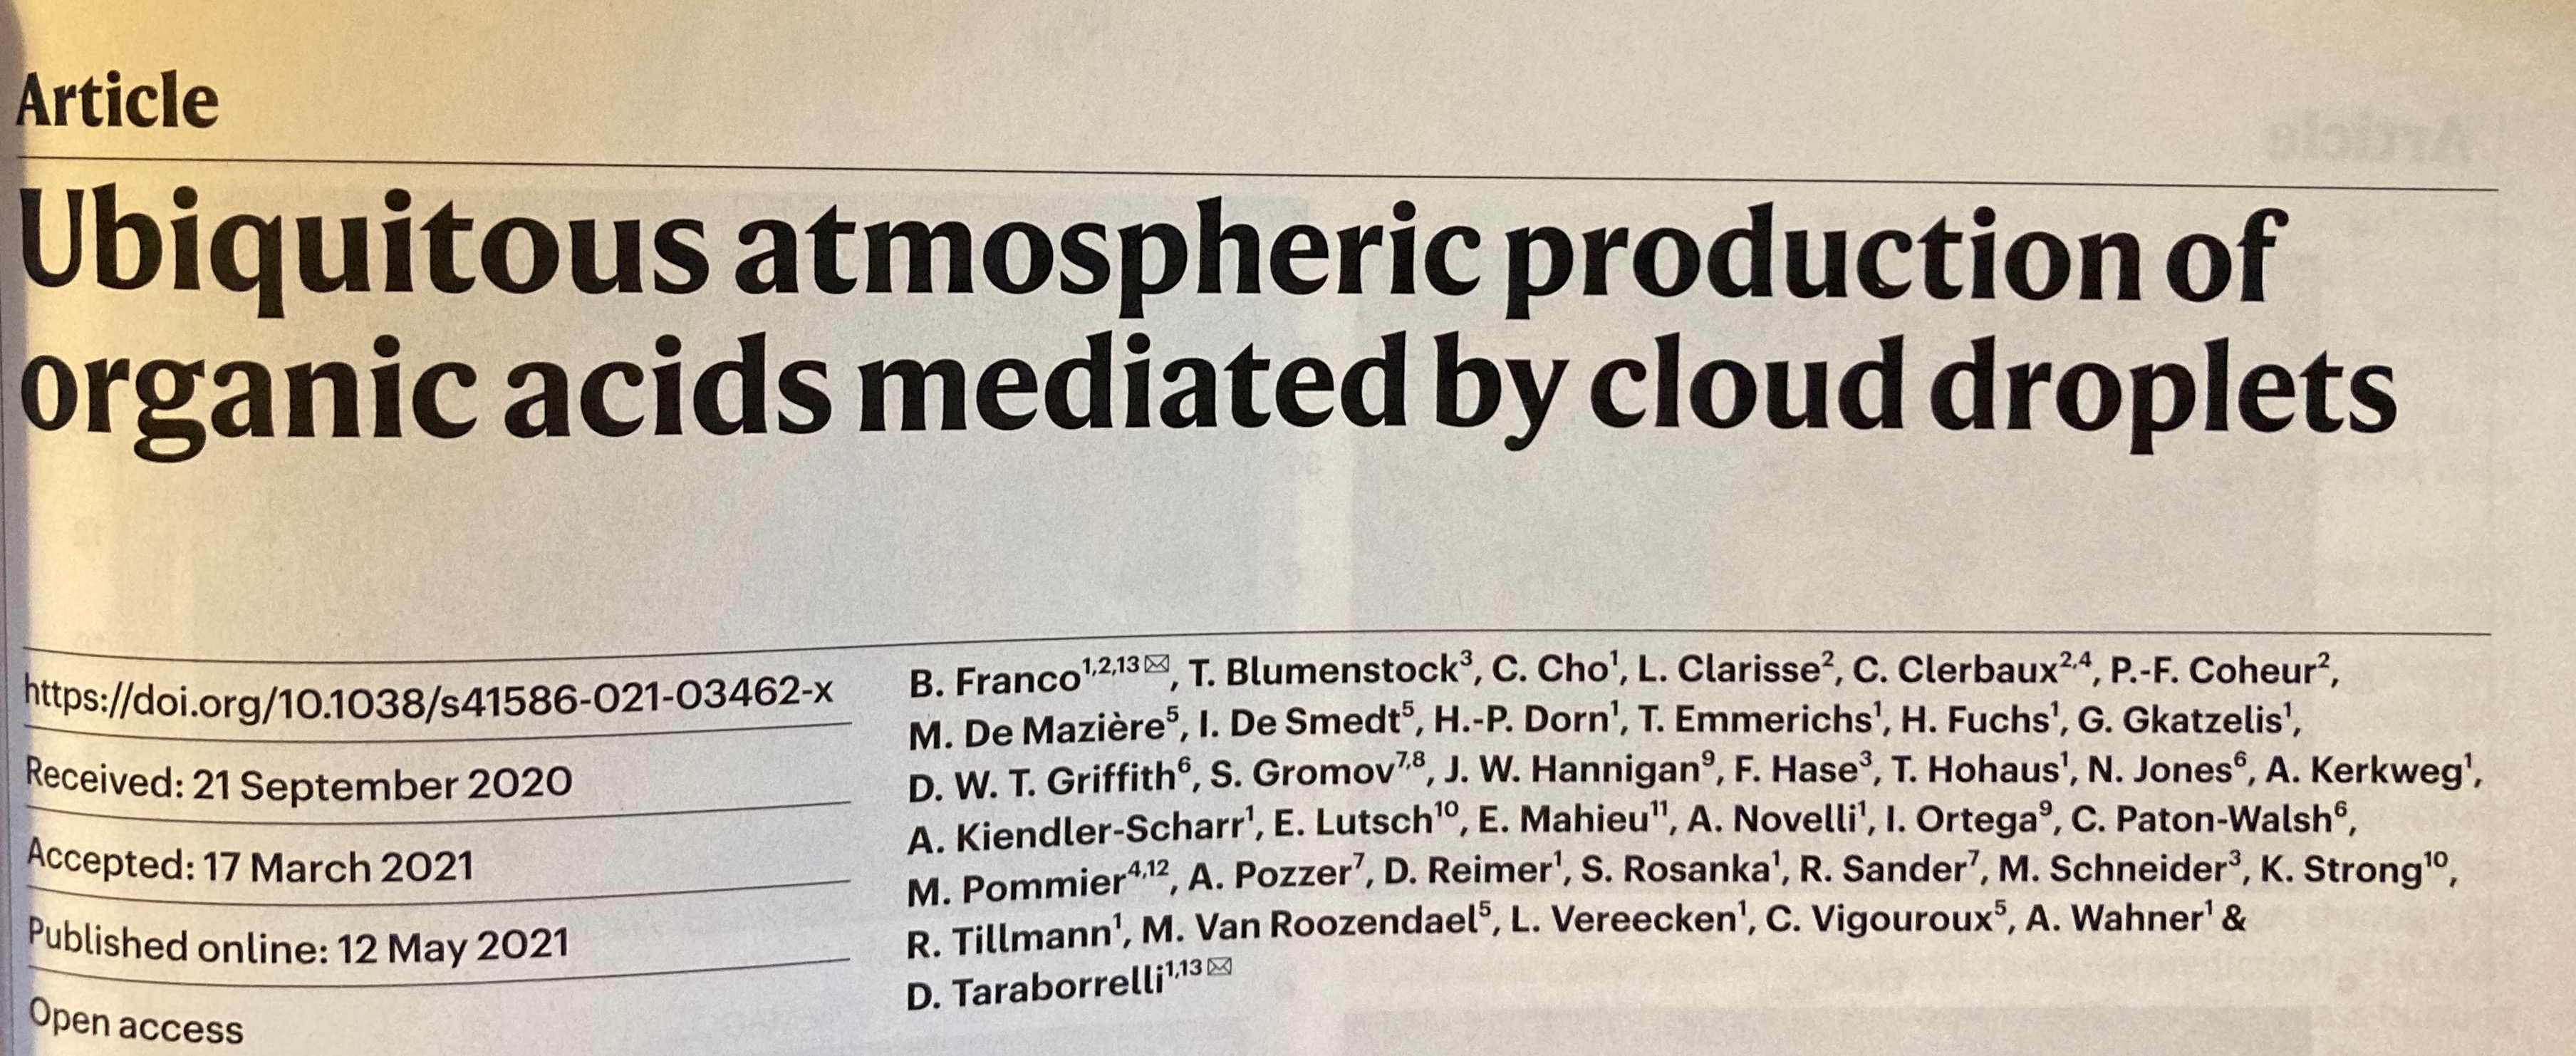 Article
Ubiquitous atmospheric production of
organic acids mediated by cloud droplets
https://doi.org/10.1038/s41586-021-03462-x
Received: 21 September 2020
Accepted: 17 March 2021
Published online: 12 May 2021
Open access
B. Franco1,2,13✉, T. Blumenstock3, C. Cho1, L. Clarisse2, C. Clerbaux2,4, P.-F. Coheur2,
M. De Mazière5, I. De Smedt5, H.-P. Dorn1, T. Emmerichs1, H. Fuchs1, G. Gkatzelis1,
D. W. T. Griffith6, S. Gromov7,8, J. W. Hannigan9, F. Hase3, T. Hohaus1, N. Jones6, A. Kerkweg1,
A. Kiendler-Scharr1, E. Lutsch10, E. Mahieu11, A. Novelli1, I. Ortega9, C. Paton-Walsh6,
M. Pommier4,12, A. Pozzer7, D. Reimer1, S. Rosanka1, R. Sander7, M. Schneider3, K. Strong10,
R. Tillmann1, M. Van Roozendael5, L. Vereecken1, C. Vigouroux5, A. Wahner1 &
D. Taraborrelli1,13✉